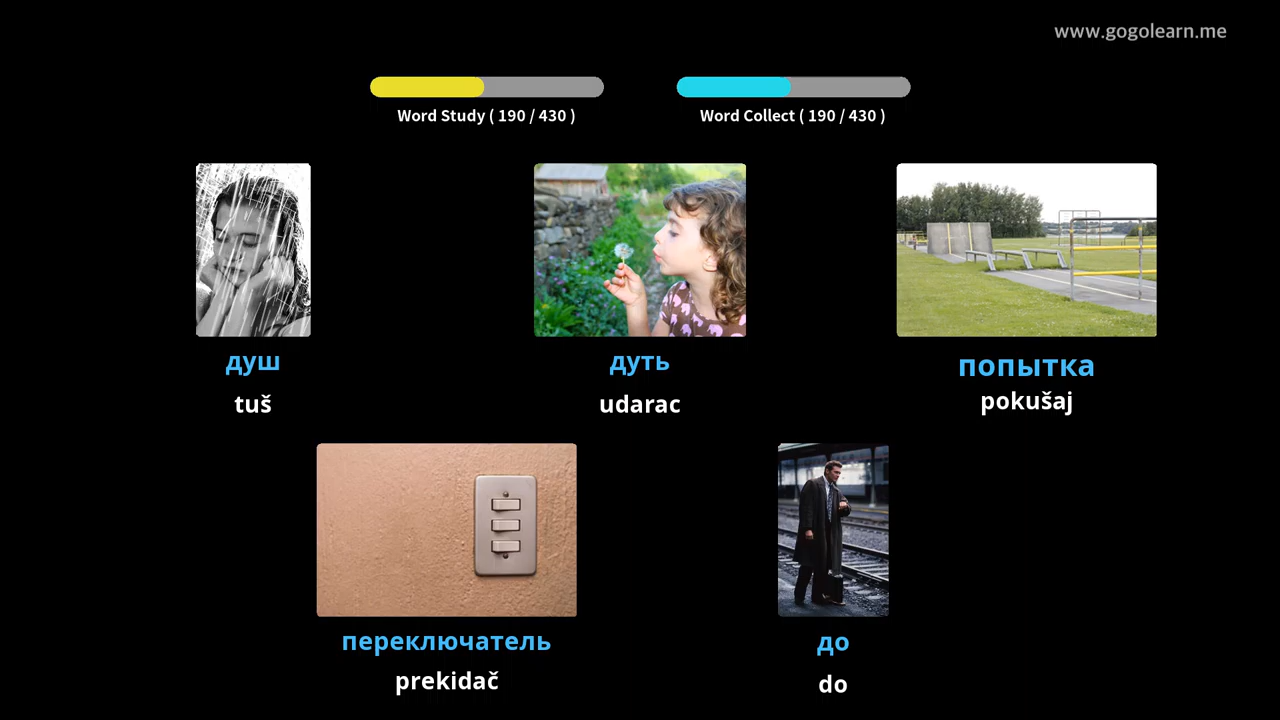 www.gogolearn.me
Word Study ( 190 / 430 )
Word Collect ( 190 / 430 )
душ
дуть
попытка
tuš
udarac
pokušaj
переключатель
до
prekidač
do